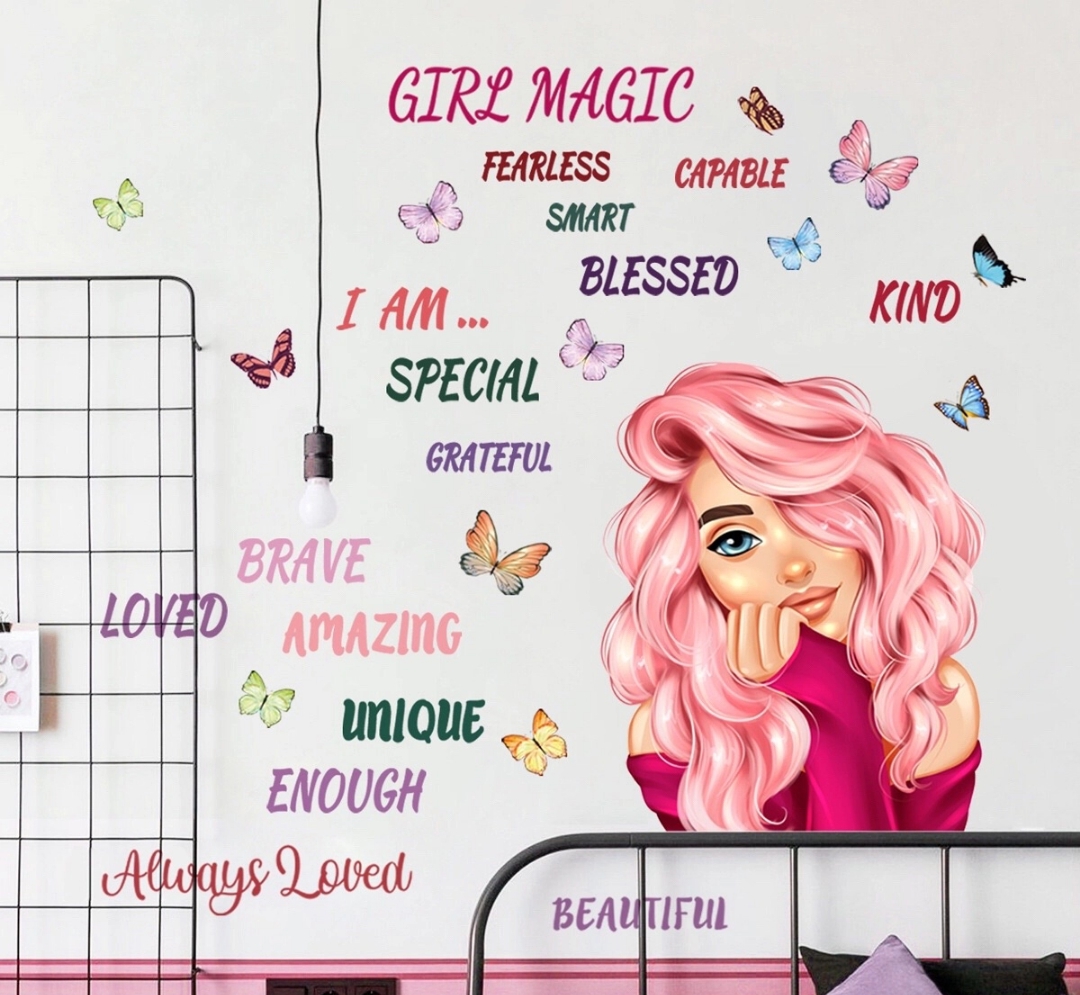 GIRL MAGIC
FEARLESS
CAPABLE
SMART
BLESSED
KIND
I AM ...
SPECIAL
GRATEFUL
BRAVE
LOVED
AMAZING
UNIQUE
ENOUGH
Always Loved
BEAUTIFUL